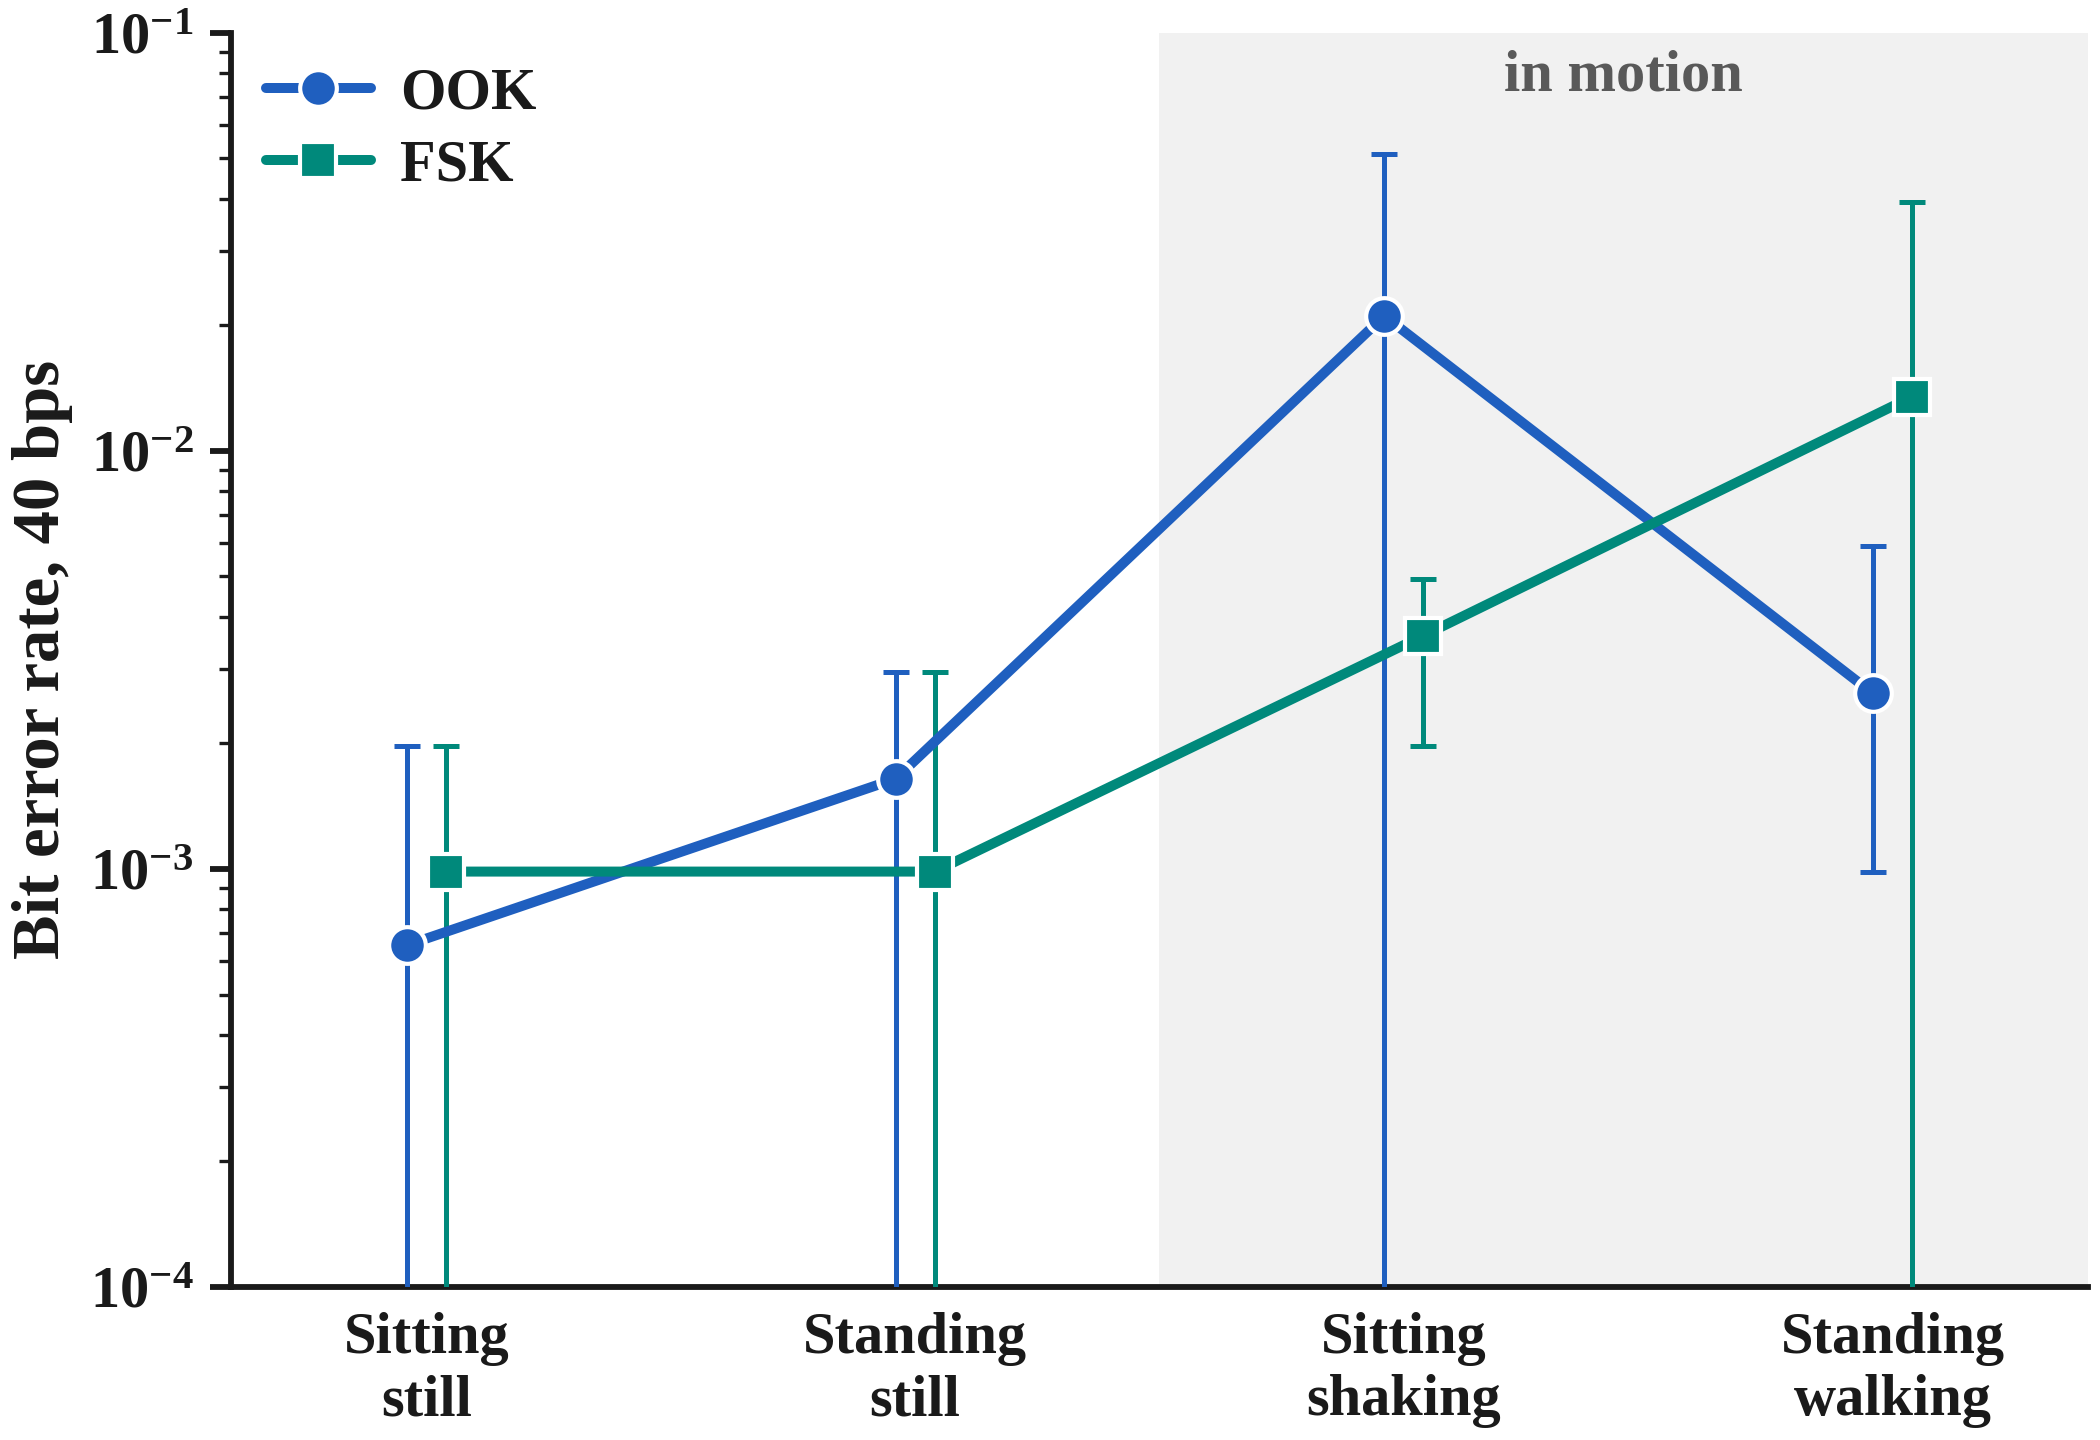 10⁻¹
10⁻²
10⁻³
10⁻⁴
Bit error rate, 40 bps
OOK
FSK
in motion
Sitting
still
Standing
still
Sitting
shaking
Standing
walking